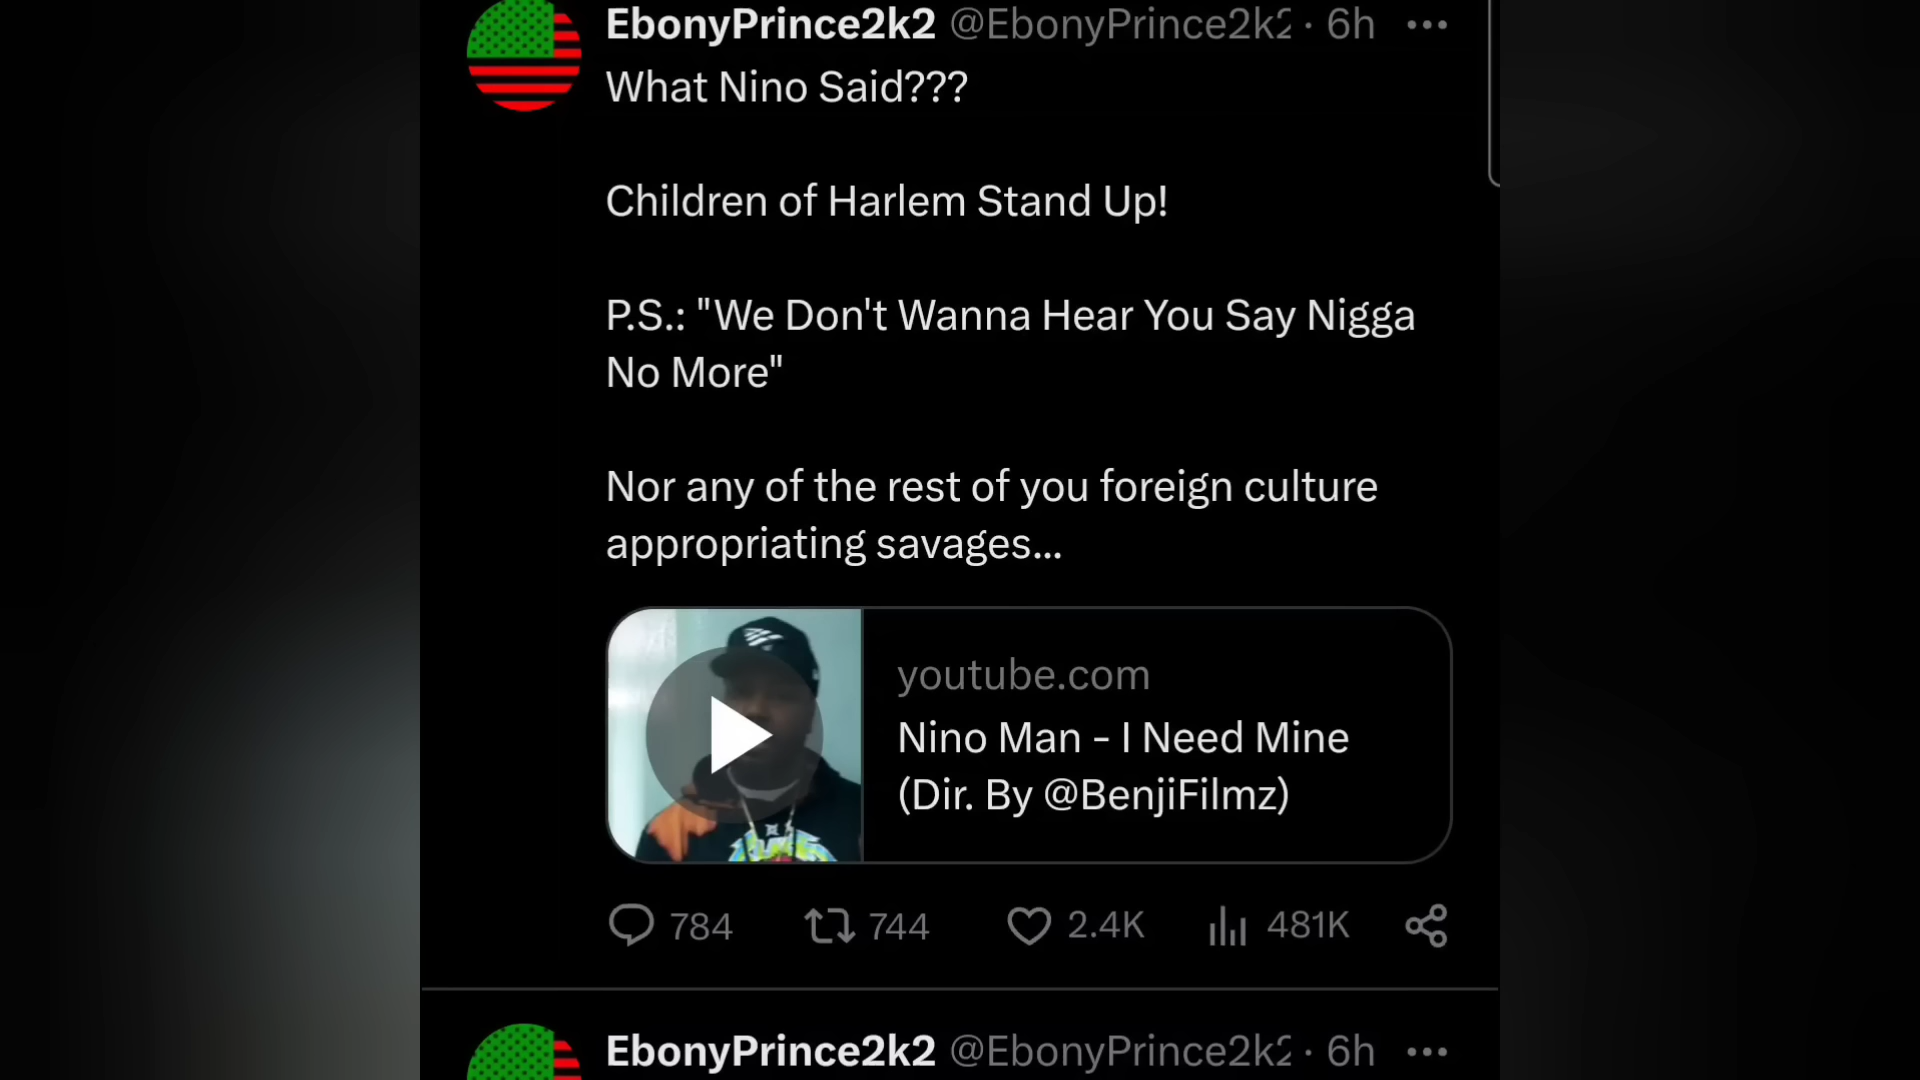 EbonyPrince2k2 @EbonyPrince2k2 · 6h
What Nino Said???
Children of Harlem Stand Up!
P.S.: "We Don't Wanna Hear You Say Nigga
No More"
Nor any of the rest of you foreign culture
appropriating savages...
youtube.com
Nino Man - I Need Mine
(Dir. By @BenjiFilmz)
784 744 2.4K 481K
EbonyPrince2k2 @EbonyPrince2k2 · 6h